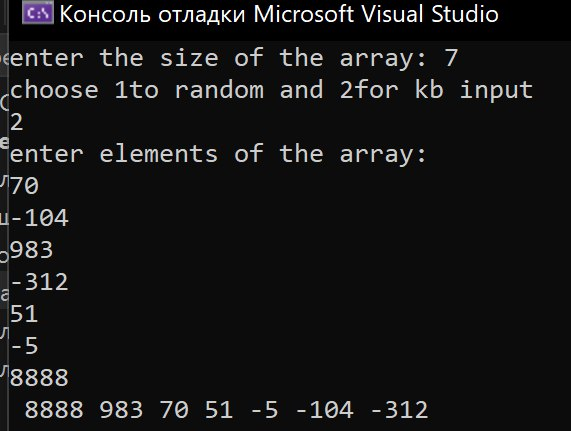 Консоль отладки Microsoft Visual Studio
enter the size of the array: 7
choose 1to random and 2for kb input
2
enter elements of the array:
70
-104
983
-312
51
-5
8888
8888 983 70 51 -5 -104 -312